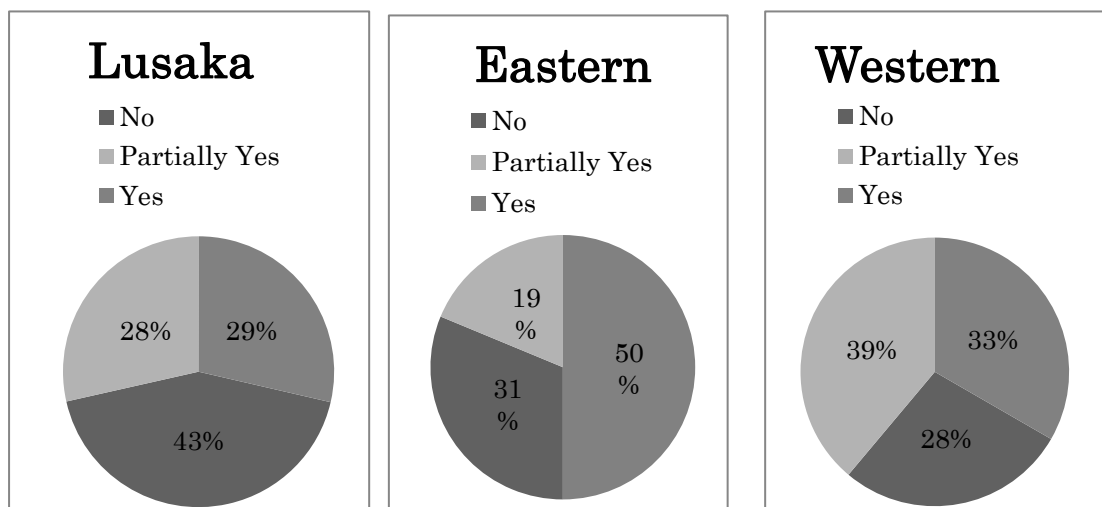 Lusaka
No
Partially Yes
Yes
28%
29%
43%
Eastern
No
Partially Yes
Yes
19
%
50
%
31
%
Western
No
Partially Yes
Yes
39%
33%
28%